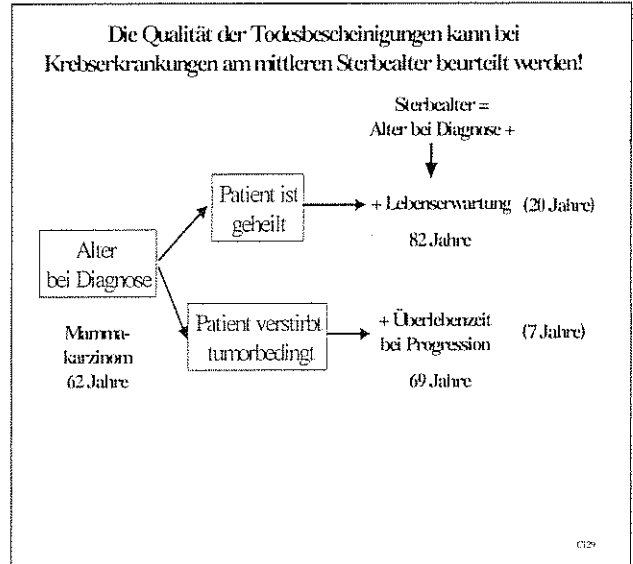 Die Qualität der Todesbescheinigungen kann bei
Krebserkrankungen am mittleren Sterbealter beurteilt werden!
Sterbealter =
Alter bei Diagnose +
Patient ist
geheilt
+ Lebenserwartung (20 Jahre)
82 Jahre
Alter
bei Diagnose
Mamma-
karzinom
62 Jahre
Patient verstirbt
tumorbedingt
+ Überlebenzeit
bei Progression
(7 Jahre)
69 Jahre